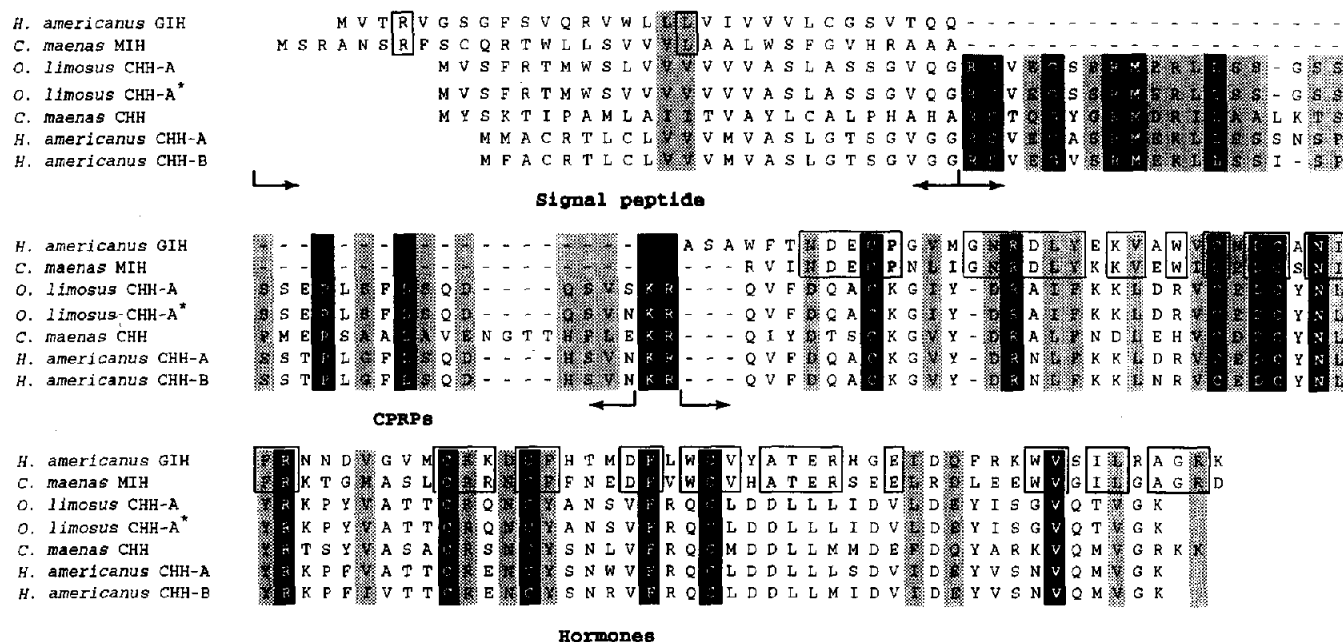 H. americanus GIH M V T R V G S G F S V Q R V W L L L V I V V V L C G S V T Q Q - - - - - - - - - - - - - - - - - - -
C. maenas MIH M S R A N S R F S C Q R T W L L S V V V L A A L W S F G V H R A A A - - - - - - - - - - - - - - - - - - -
O. limosus CHH-A M V S F R T M W S L V V V V V V A S L A S S G V Q G R S V E G S S R M E R L L S S - G S S
O. limosus CHH-A* M V S F R T M W S V V V V V V V A S L A S S G V Q G R S V E G S S R M S R L L S S - G S S
C. maenas CHH M Y S K T I P A M L A I I T V A Y L C A L P H A H A R S T Q G Y G R M D R I L A A L K T S
H. americanus CHH-A M M A C R T L C L V V V M V A S L G T S G V G G R S V E G A S R M E R L L S S S N S P
H. americanus CHH-B M F A C R T L C L V V V M V A S L G T S G V G G R S V E G V S R M E R L L S S I - S P
Signal peptide
H. americanus GIH - - - - - - - - - - - - - - - - - - - A S A W F T N D E C P G V M G N R D L Y E K V A W V C N D C A N I
C. maenas MIH - - - - - - - - - - - - - - - - - - - - - - R V I N D E C P N L I G N R D L Y K K V E W I C E D C S N I
O. limosus CHH-A S S E P L S F L S Q D - - - - Q S V S K R - - - Q V F D Q A C K G I Y - D R A I F K K L D R V C E D C Y N L
O. limosus CHH-A* S S E P L S F L S Q D - - - - Q S V N K R - - - Q V F D Q A C K G I Y - D R A I F K K L D R V C E D C Y N L
C. maenas CHH P M E P S A A L A V E N G T T H P L E K R - - - Q I Y D T S C K G V Y - D R A L F N D L E H V C D D C Y N L
H. americanus CHH-A S S T P L G F L S Q D - - - - H S V N K R - - - Q V F D Q A C K G V Y - D R N L F K K L D R V C E D C Y N L
H. americanus CHH-B S S T P L G F L S Q D - - - - H S V N K R - - - Q V F D Q A C K G V Y - D R N L F K K L N R V C E D C Y N L
CPRPs
H. americanus GIH F R N N D V G V M C K K D C F H T M D F L W C V Y A T E R H G E I D Q F R K W V S I L R A G R K
C. maenas MIH F R K T G M A S L C R R N C F F N E D F V W C V H A T E R S E E L R D L E E W V G I L G A G R D
O. limosus CHH-A Y R K P Y V A T T C R Q N C Y A N S V F R Q C L D D L L L I D V L D E Y I S G V Q T V G K
O. limosus CHH-A* Y R K P Y V A T T C R Q N C Y A N S V F R Q C L D D L L L I D V L D E Y I S G V Q T V G K
C. maenas CHH Y R T S Y V A S A C R S N C Y S N L V F R Q C M D D L L M M D E F D Q Y A R K V Q M V G R K K
H. americanus CHH-A Y R K P F V A T T C R E N C Y S N W V F R Q C L D D L L L S D V I D E Y V S N V Q M V G K
H. americanus CHH-B Y R K P F I V T T C R E N C Y S N R V F R Q C L D D L L M I D V I D E Y V S N V Q M V G K
Hormones